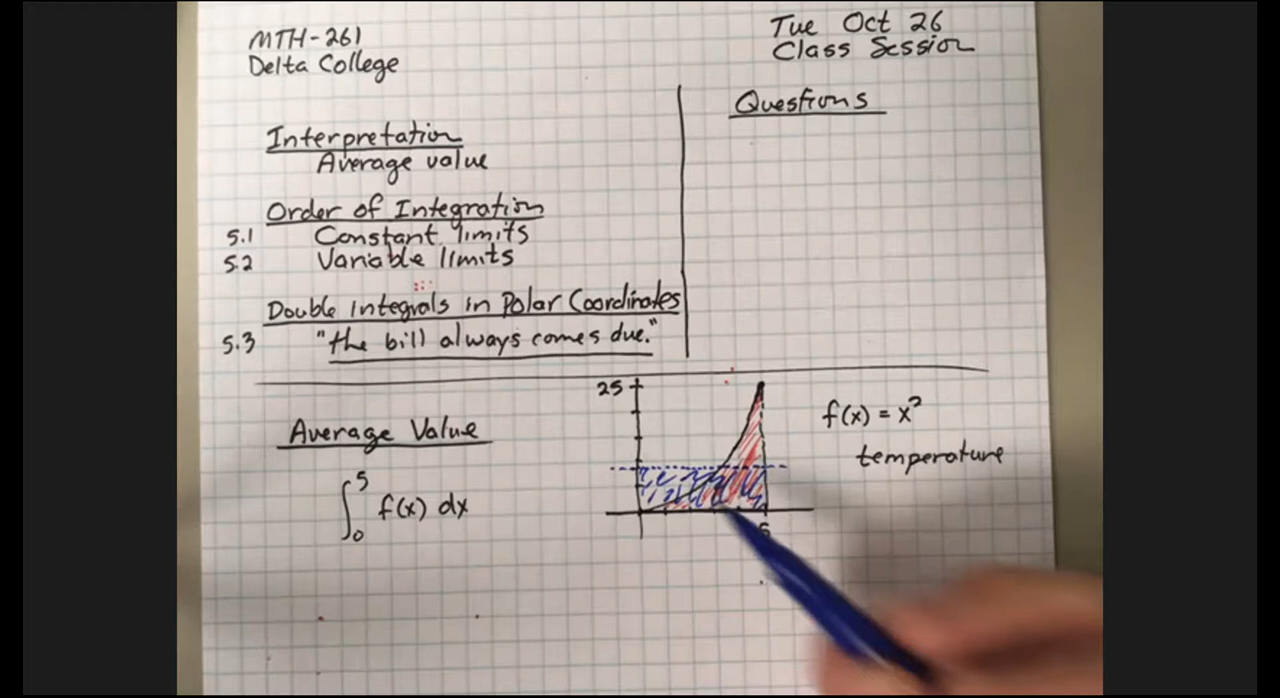 MTH-261
Delta College
Tue Oct 26
Class Session
Interpretation
Average value
Order of Integration
5.1 Constant limits
5.2 Variable limits
Double Integrals in Polar Coordinates
5.3 "the bill always comes due."
Questions
Average Value
∫₀⁵ f(x) dx
25
f(x) = x²
temperature